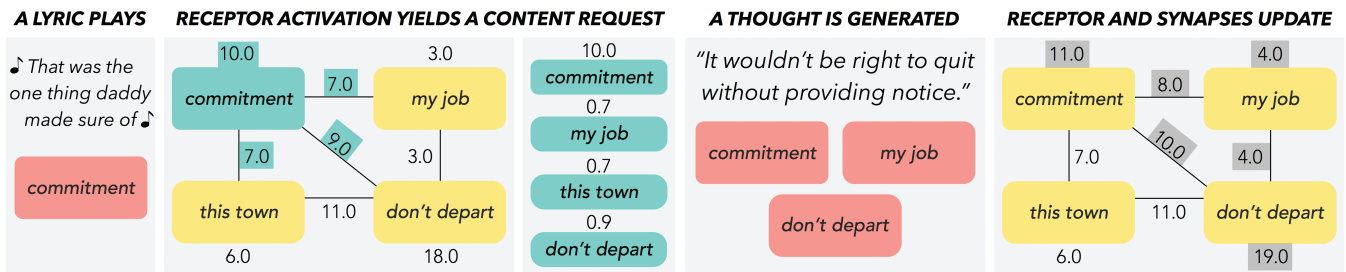 A LYRIC PLAYS
♪ That was the
one thing daddy
made sure of ♪
commitment
RECEPTOR ACTIVATION YIELDS A CONTENT REQUEST
10.0
3.0
commitment
7.0
my job
7.0
9.0
3.0
this town
11.0
don't depart
6.0
18.0
10.0
commitment
0.7
my job
0.7
this town
0.9
don't depart
A THOUGHT IS GENERATED
“It wouldn't be right to quit
without providing notice.”
commitment
my job
don't depart
RECEPTOR AND SYNAPSES UPDATE
11.0
4.0
commitment
8.0
my job
7.0
10.0
4.0
this town
11.0
don't depart
6.0
19.0